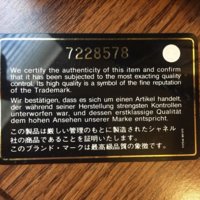 7228578
We certify the authenticity of this item and confirm
that it has been subjected to the most exacting quality
control. Its high quality is a symbol of the fine reputation
of the Trademark.
Wir bestätigen, dass es sich um einen Artikel handelt,
der während seiner Herstellung strengsten Kontrollen
unterworfen war, und dessen erstklassige Qualität
dem Ansehen unserer Marke entspricht.
この製品は厳しい管理のもとに製造されたシャネル
社の商品であることを証明いたします。
このブランド・マークは最高級品質の象徴です。